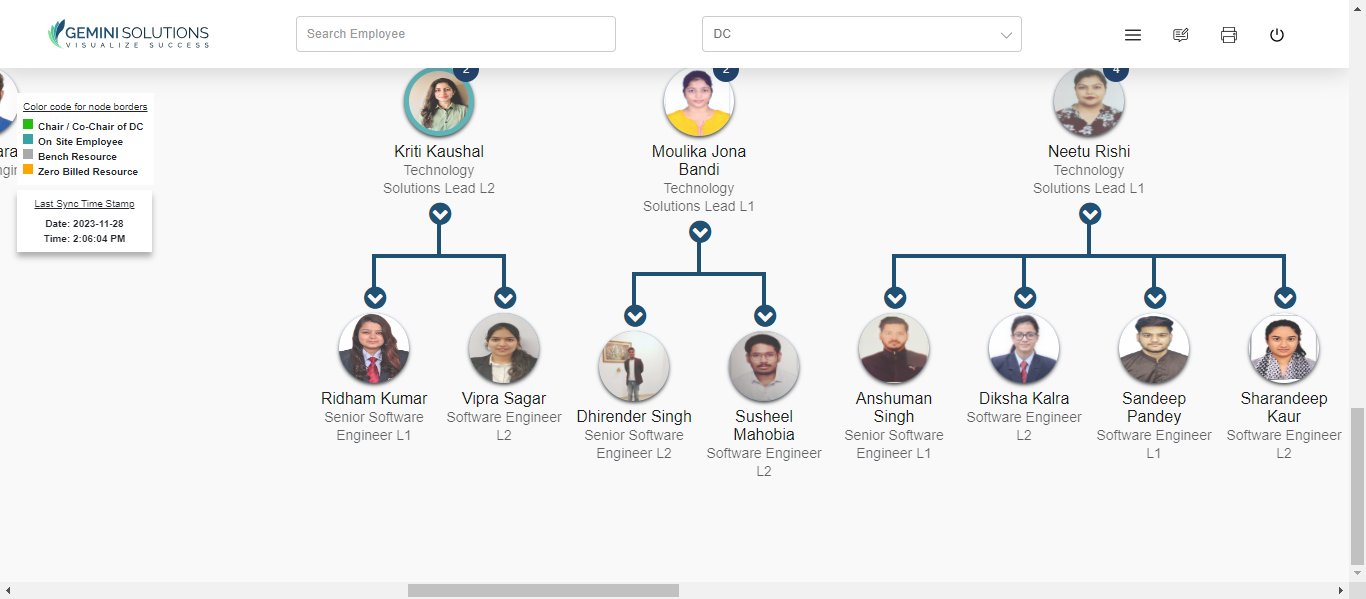 GEMINI SOLUTIONS
VISUALIZE SUCCESS
Search Employee
DC
2
2
4
Color code for node borders
Chair / Co-Chair of DC
On Site Employee
Bench Resource
Zero Billed Resource
Last Sync Time Stamp
Date: 2023-11-28
Time: 2:06:04 PM
Kriti Kaushal
Technology
Solutions Lead L2
Moulika Jona
Bandi
Technology
Solutions Lead L1
Neetu Rishi
Technology
Solutions Lead L1
Ridham Kumar
Senior Software
Engineer L1
Vipra Sagar
Software Engineer
L2
Dhirender Singh
Senior Software
Engineer L2
Susheel
Mahobia
Software Engineer
L2
Anshuman
Singh
Senior Software
Engineer L1
Diksha Kalra
Software Engineer
L2
Sandeep
Pandey
Software Engineer
L1
Sharandeep
Kaur
Software Engineer
L2